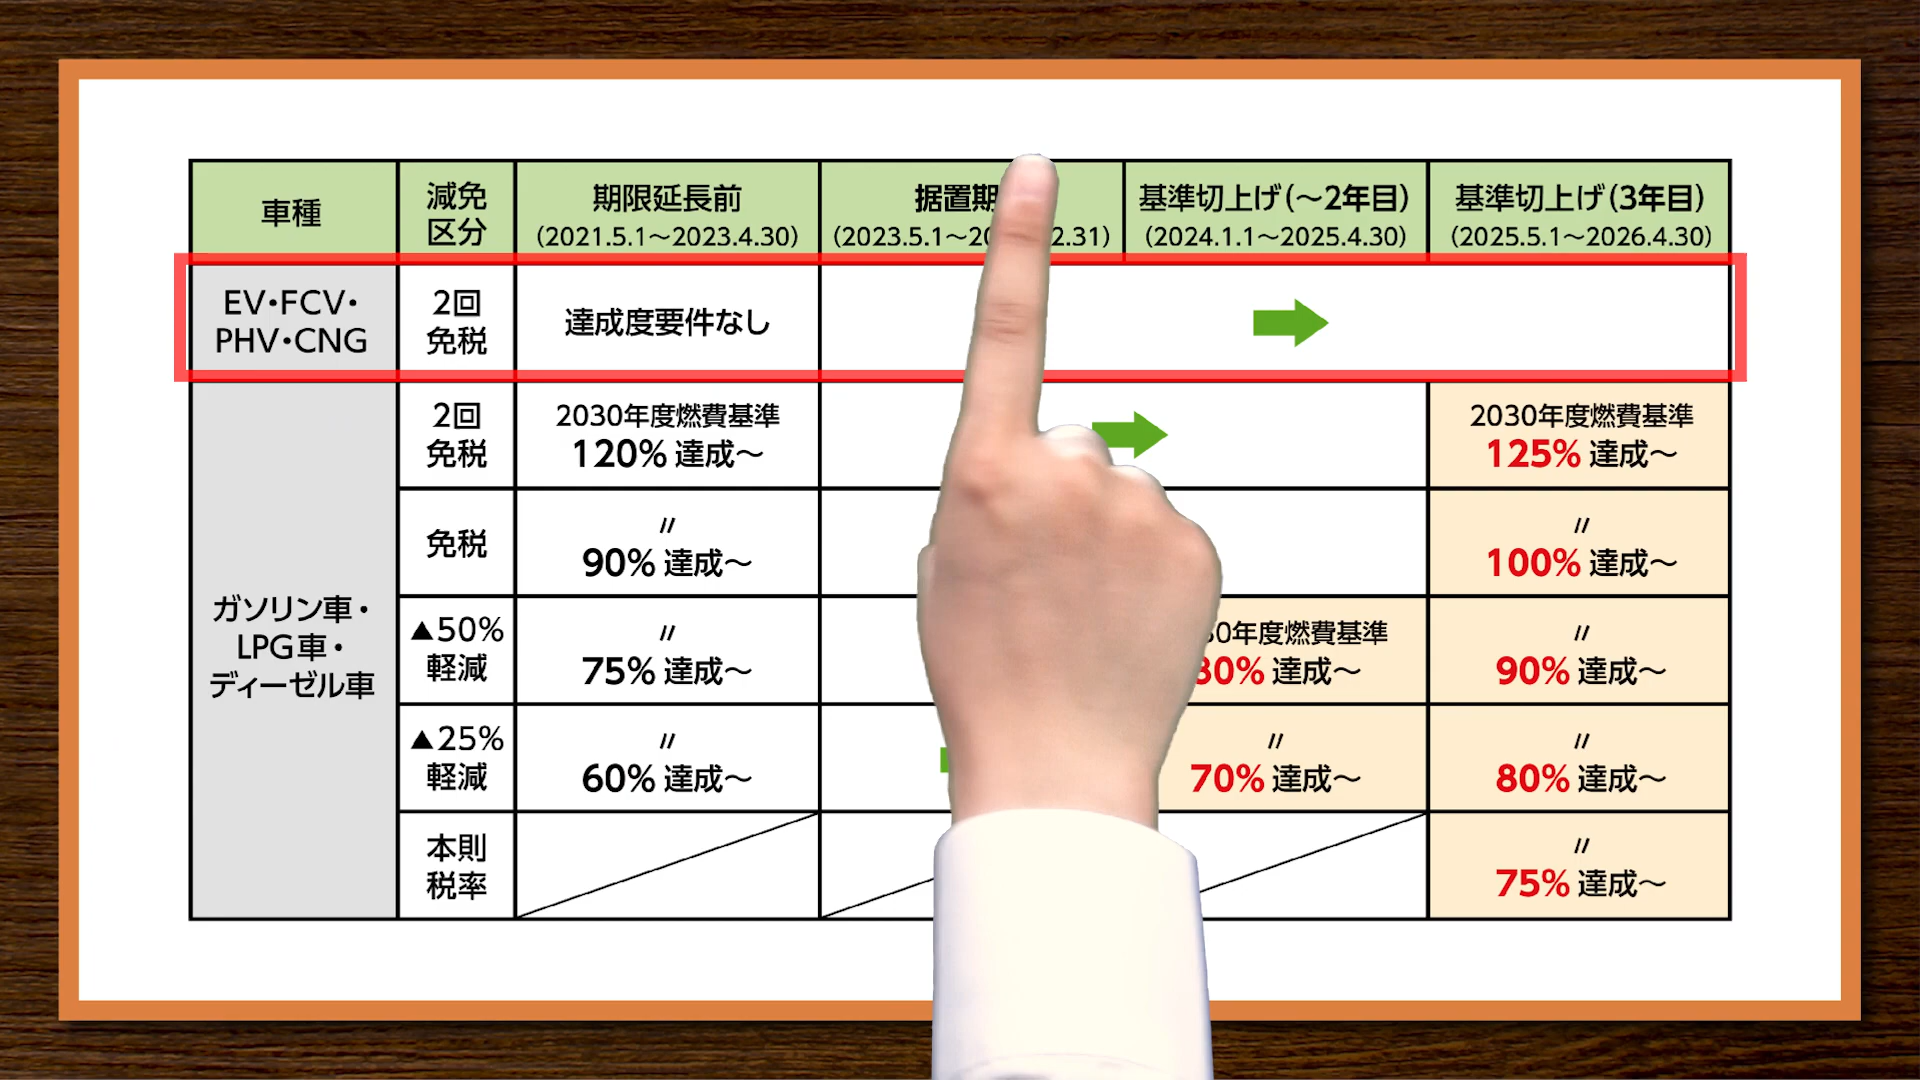 車種
減免
区分
期限延長前
(2021.5.1～2023.4.30)
据置期
(2023.5.1～20 2.31)
基準切上げ(～2年目)
(2024.1.1～2025.4.30)
基準切上げ(3年目)
(2025.5.1～2026.4.30)
EV・FCV・
PHV・CNG
2回
免税
達成度要件なし
ガソリン車・
LPG車・
ディーゼル車
2回
免税
2030年度燃費基準
120% 達成～
2030年度燃費基準
125% 達成～
免税
〃
90% 達成～
〃
100% 達成～
▲50%
軽減
〃
75% 達成～
0年度燃費基準
80% 達成～
〃
90% 達成～
▲25%
軽減
〃
60% 達成～
〃
70% 達成～
〃
80% 達成～
本則
税率
〃
75% 達成～